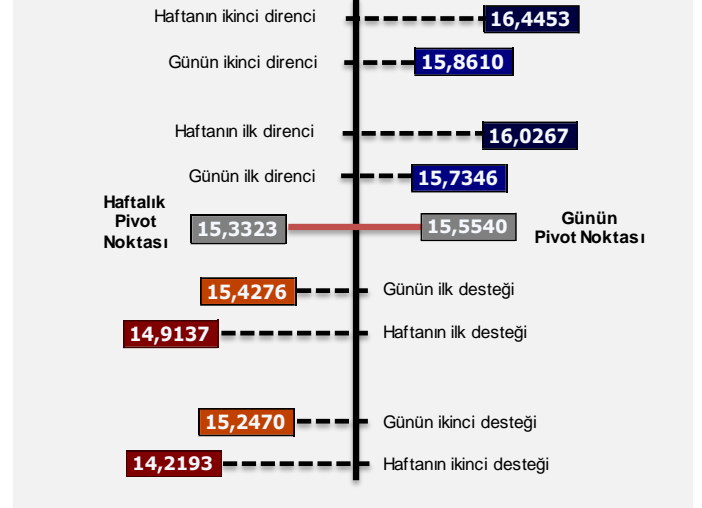 Haftanın ikinci direnci 16,4453
Günün ikinci direnci 15,8610
Haftanın ilk direnci 16,0267
Günün ilk direnci 15,7346
Haftalık
Pivot
Noktası
15,3323
15,5540
Günün
Pivot Noktası
15,4276 Günün ilk desteği
14,9137 Haftanın ilk desteği
15,2470 Günün ikinci desteği
14,2193 Haftanın ikinci desteği